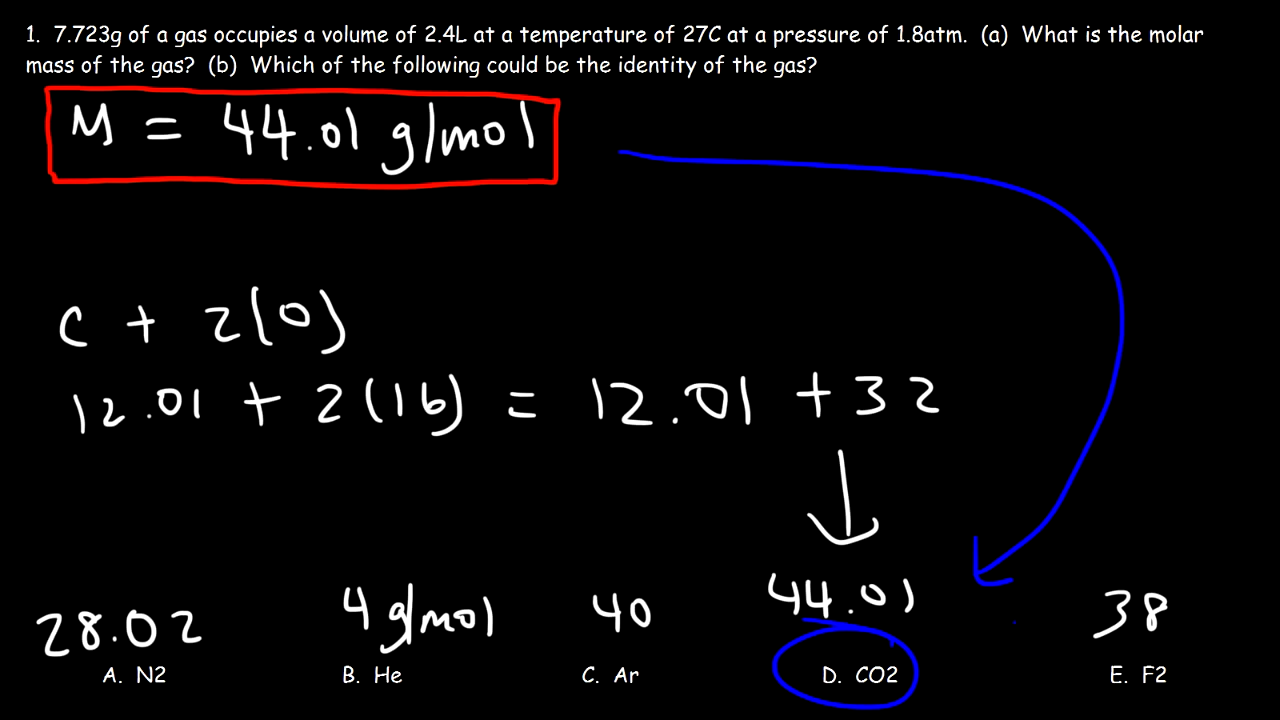 1. 7.723g of a gas occupies a volume of 2.4L at a temperature of 27C at a pressure of 1.8atm. (a) What is the molar
mass of the gas? (b) Which of the following could be the identity of the gas?
M = 44.01 g/mol
C + 2(O)
12.01 + 2(16) = 12.01 + 32
28.02 4 g/mol 40 44.01 38
A. N2 B. He C. Ar D. CO2 E. F2